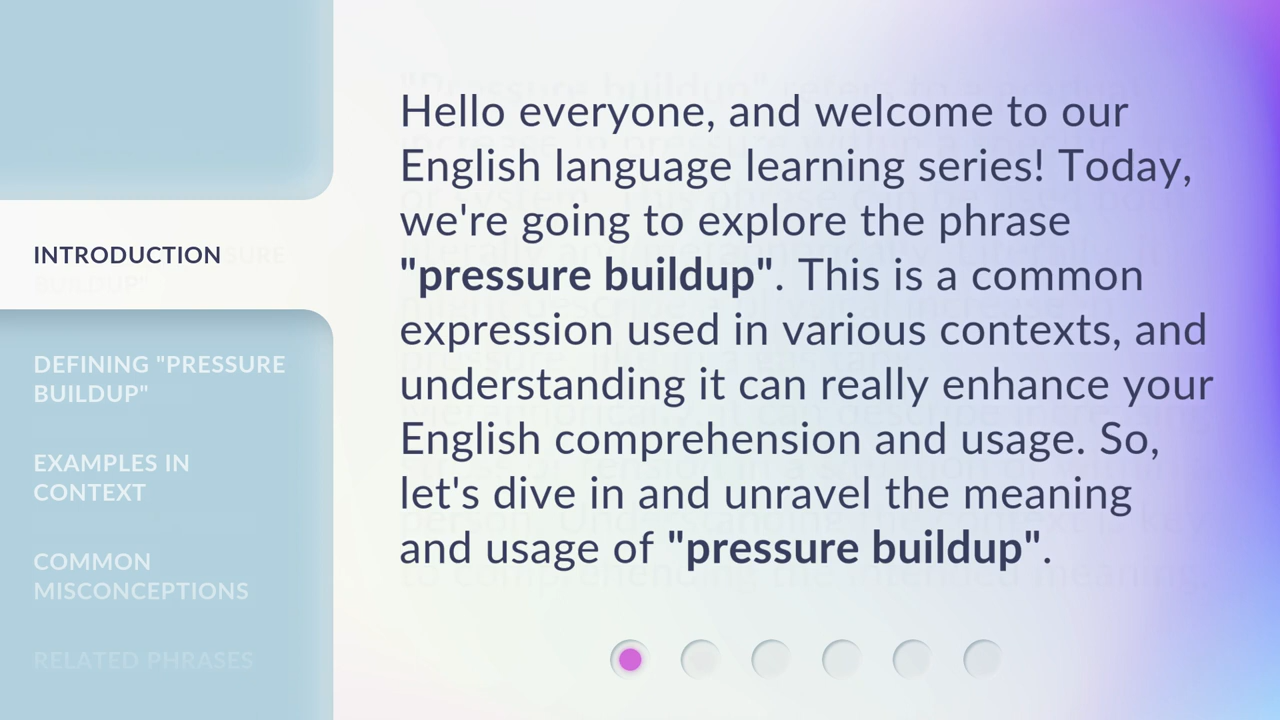 INTRODUCTION
DEFINING "PRESSURE
BUILDUP"
EXAMPLES IN
CONTEXT
COMMON
MISCONCEPTIONS
RELATED PHRASES
Hello everyone, and welcome to our
English language learning series! Today,
we're going to explore the phrase
"pressure buildup". This is a common
expression used in various contexts, and
understanding it can really enhance your
English comprehension and usage. So,
let's dive in and unravel the meaning
and usage of "pressure buildup".